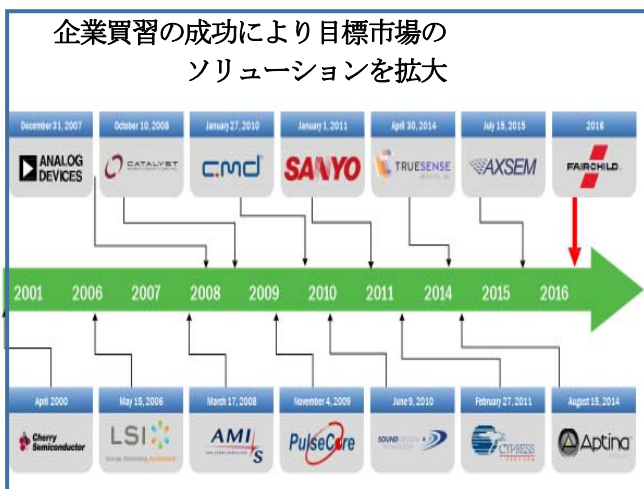 企業買習の成功により目標市場の
ソリューションを拡大
December 31, 2007
October 10, 2008
January 27, 2010
January 1, 2011
April 30, 2014
July 15, 2015
2016
ANALOG
DEVICES
CATALYST
cmd
SANYO
TRUESENSE
AXSEM
FAIRCHILD
2001 2006 2007 2008 2009 2010 2011 2014 2015 2016
April 2000
May 15, 2006
March 17, 2008
November 4, 2009
June 9, 2010
February 27, 2011
August 15, 2014
Cherry
Semiconductor
LSI
AMIS
PulseCore
SOUND DESIGN
CYPRESS
Aptina